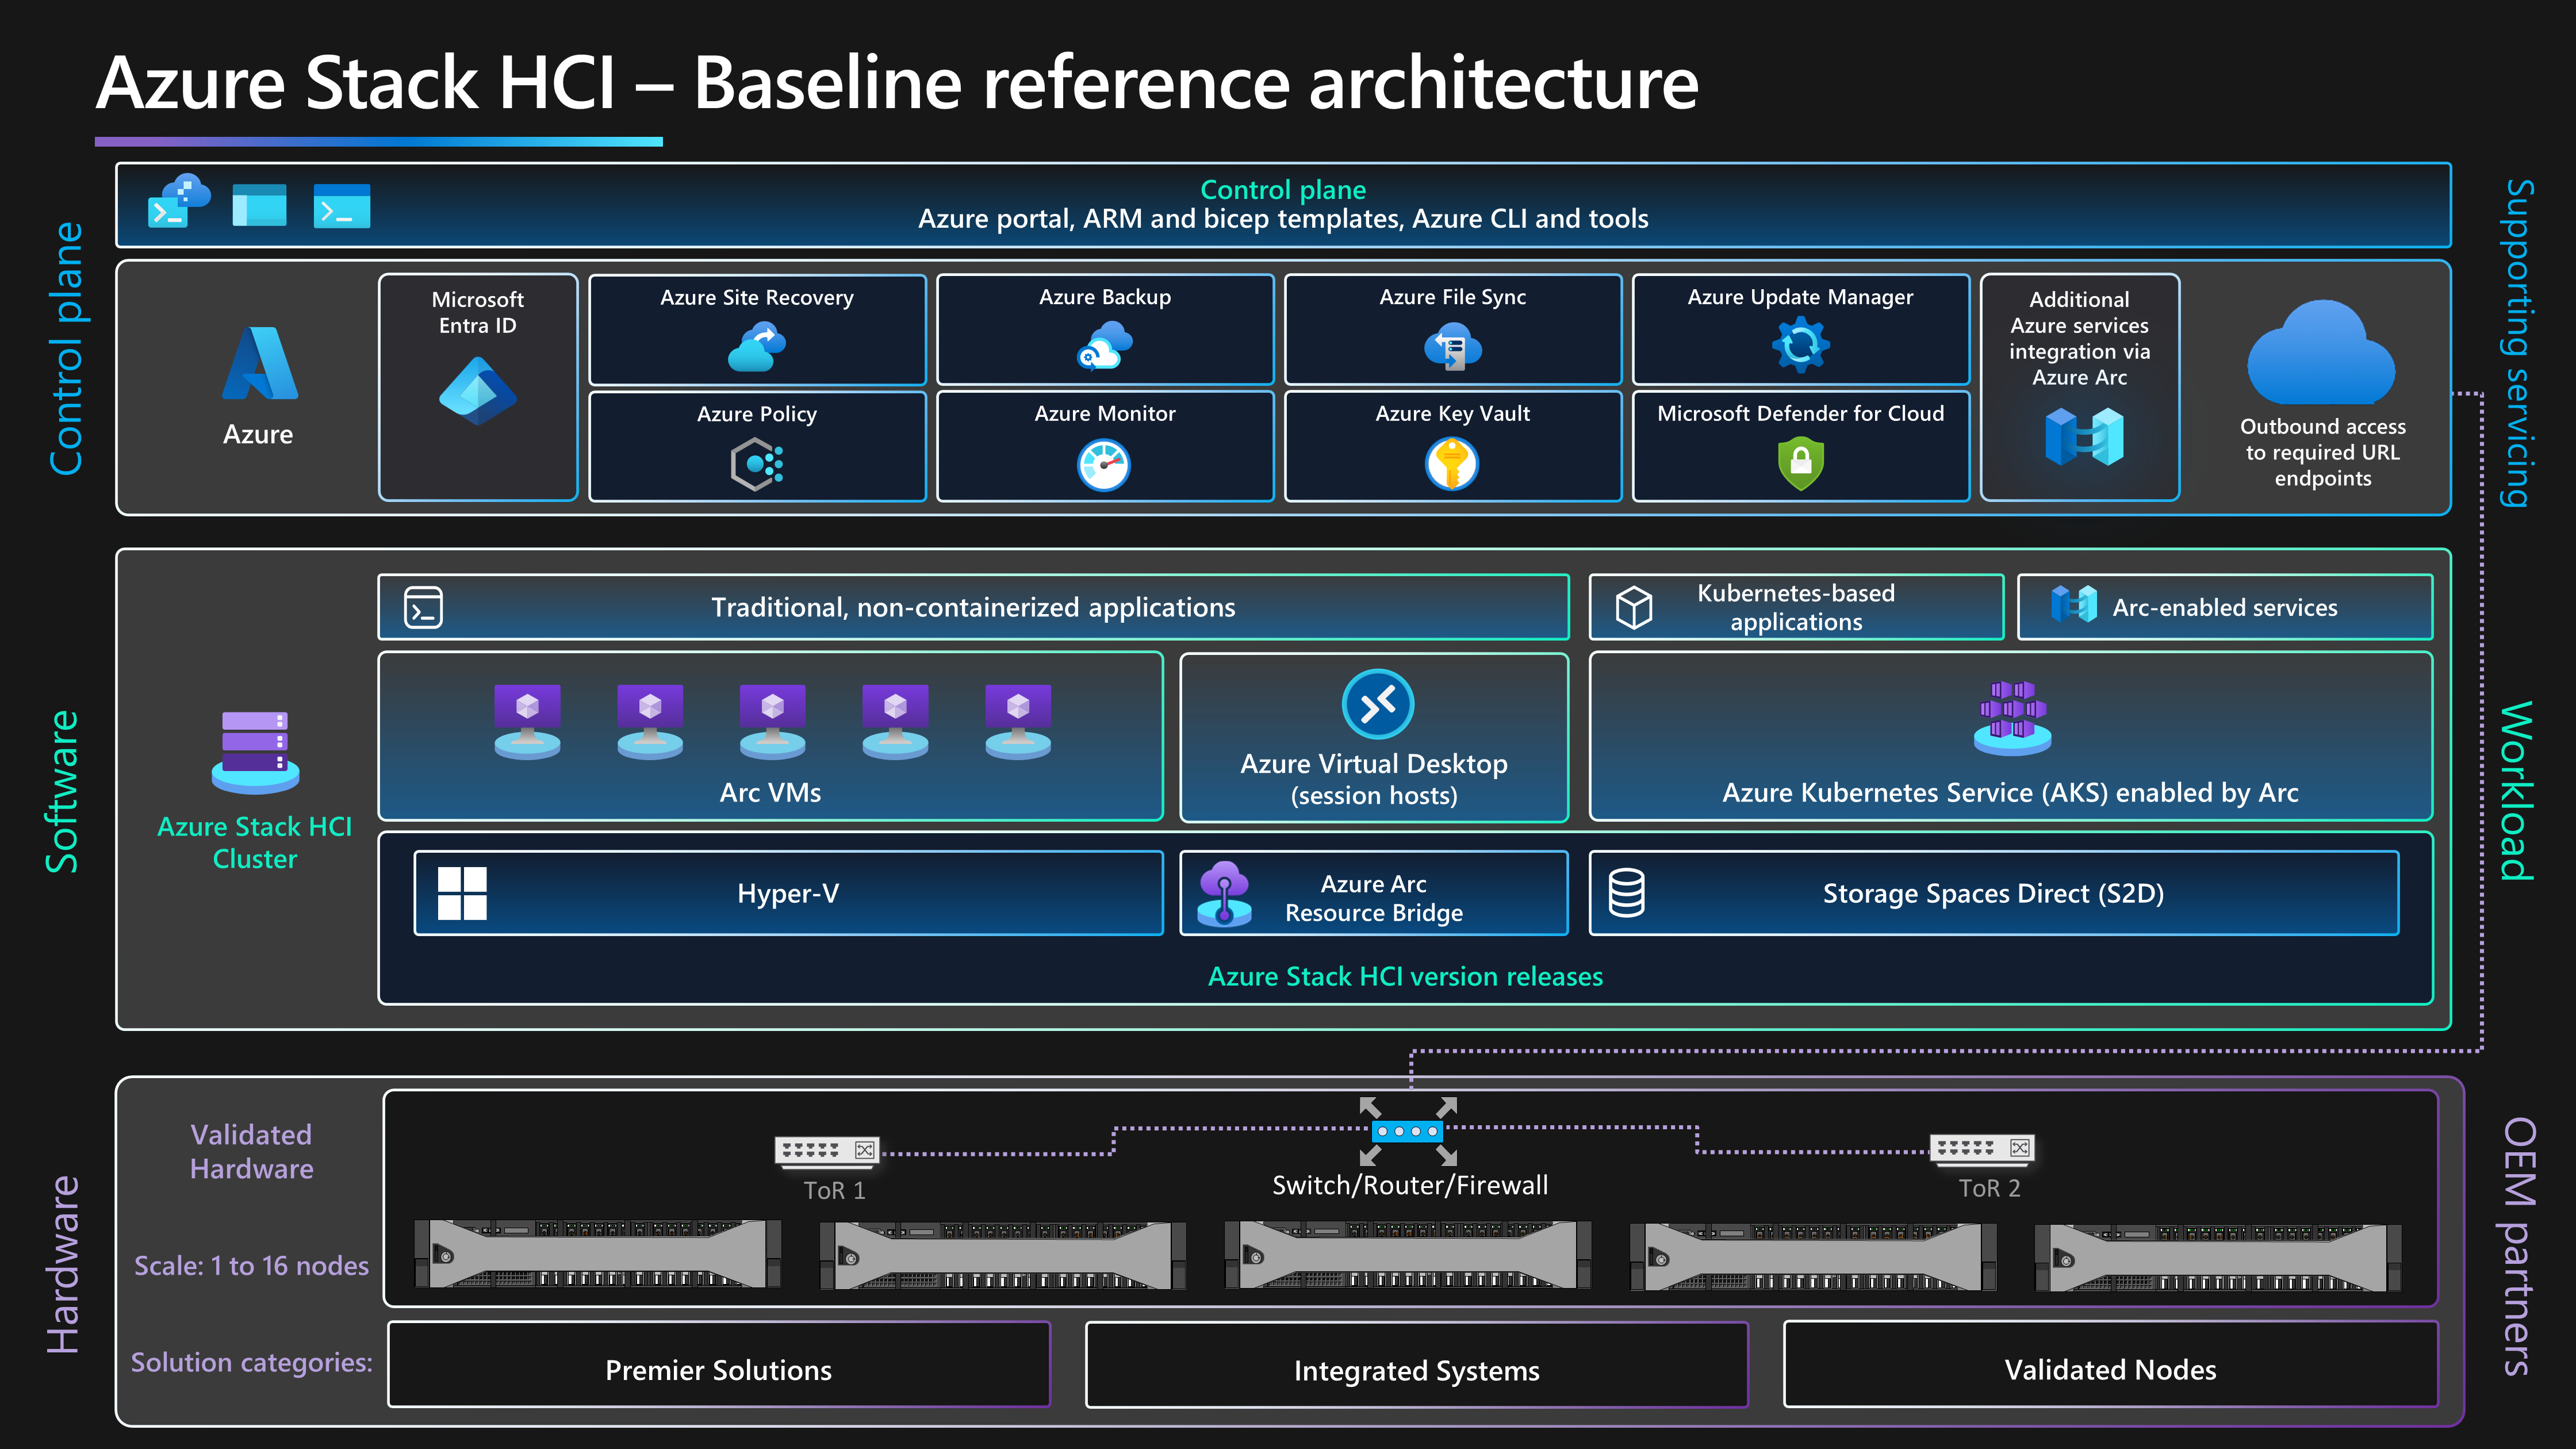 Azure Stack HCI – Baseline reference architecture
Control plane
Azure portal, ARM and bicep templates, Azure CLI and tools
Control plane
Supporting servicing
Azure
Microsoft
Entra ID
Azure Site Recovery
Azure Backup
Azure File Sync
Azure Update Manager
Azure Policy
Azure Monitor
Azure Key Vault
Microsoft Defender for Cloud
Additional
Azure services
integration via
Azure Arc
Outbound access
to required URL
endpoints
Software
Workload
Azure Stack HCI
Cluster
Traditional, non-containerized applications
Kubernetes-based
applications
Arc-enabled services
Arc VMs
Azure Virtual Desktop
(session hosts)
Azure Kubernetes Service (AKS) enabled by Arc
Hyper-V
Azure Arc
Resource Bridge
Storage Spaces Direct (S2D)
Azure Stack HCI version releases
Hardware
OEM partners
Validated
Hardware
ToR 1
Switch/Router/Firewall
ToR 2
Scale: 1 to 16 nodes
Solution categories:
Premier Solutions
Integrated Systems
Validated Nodes